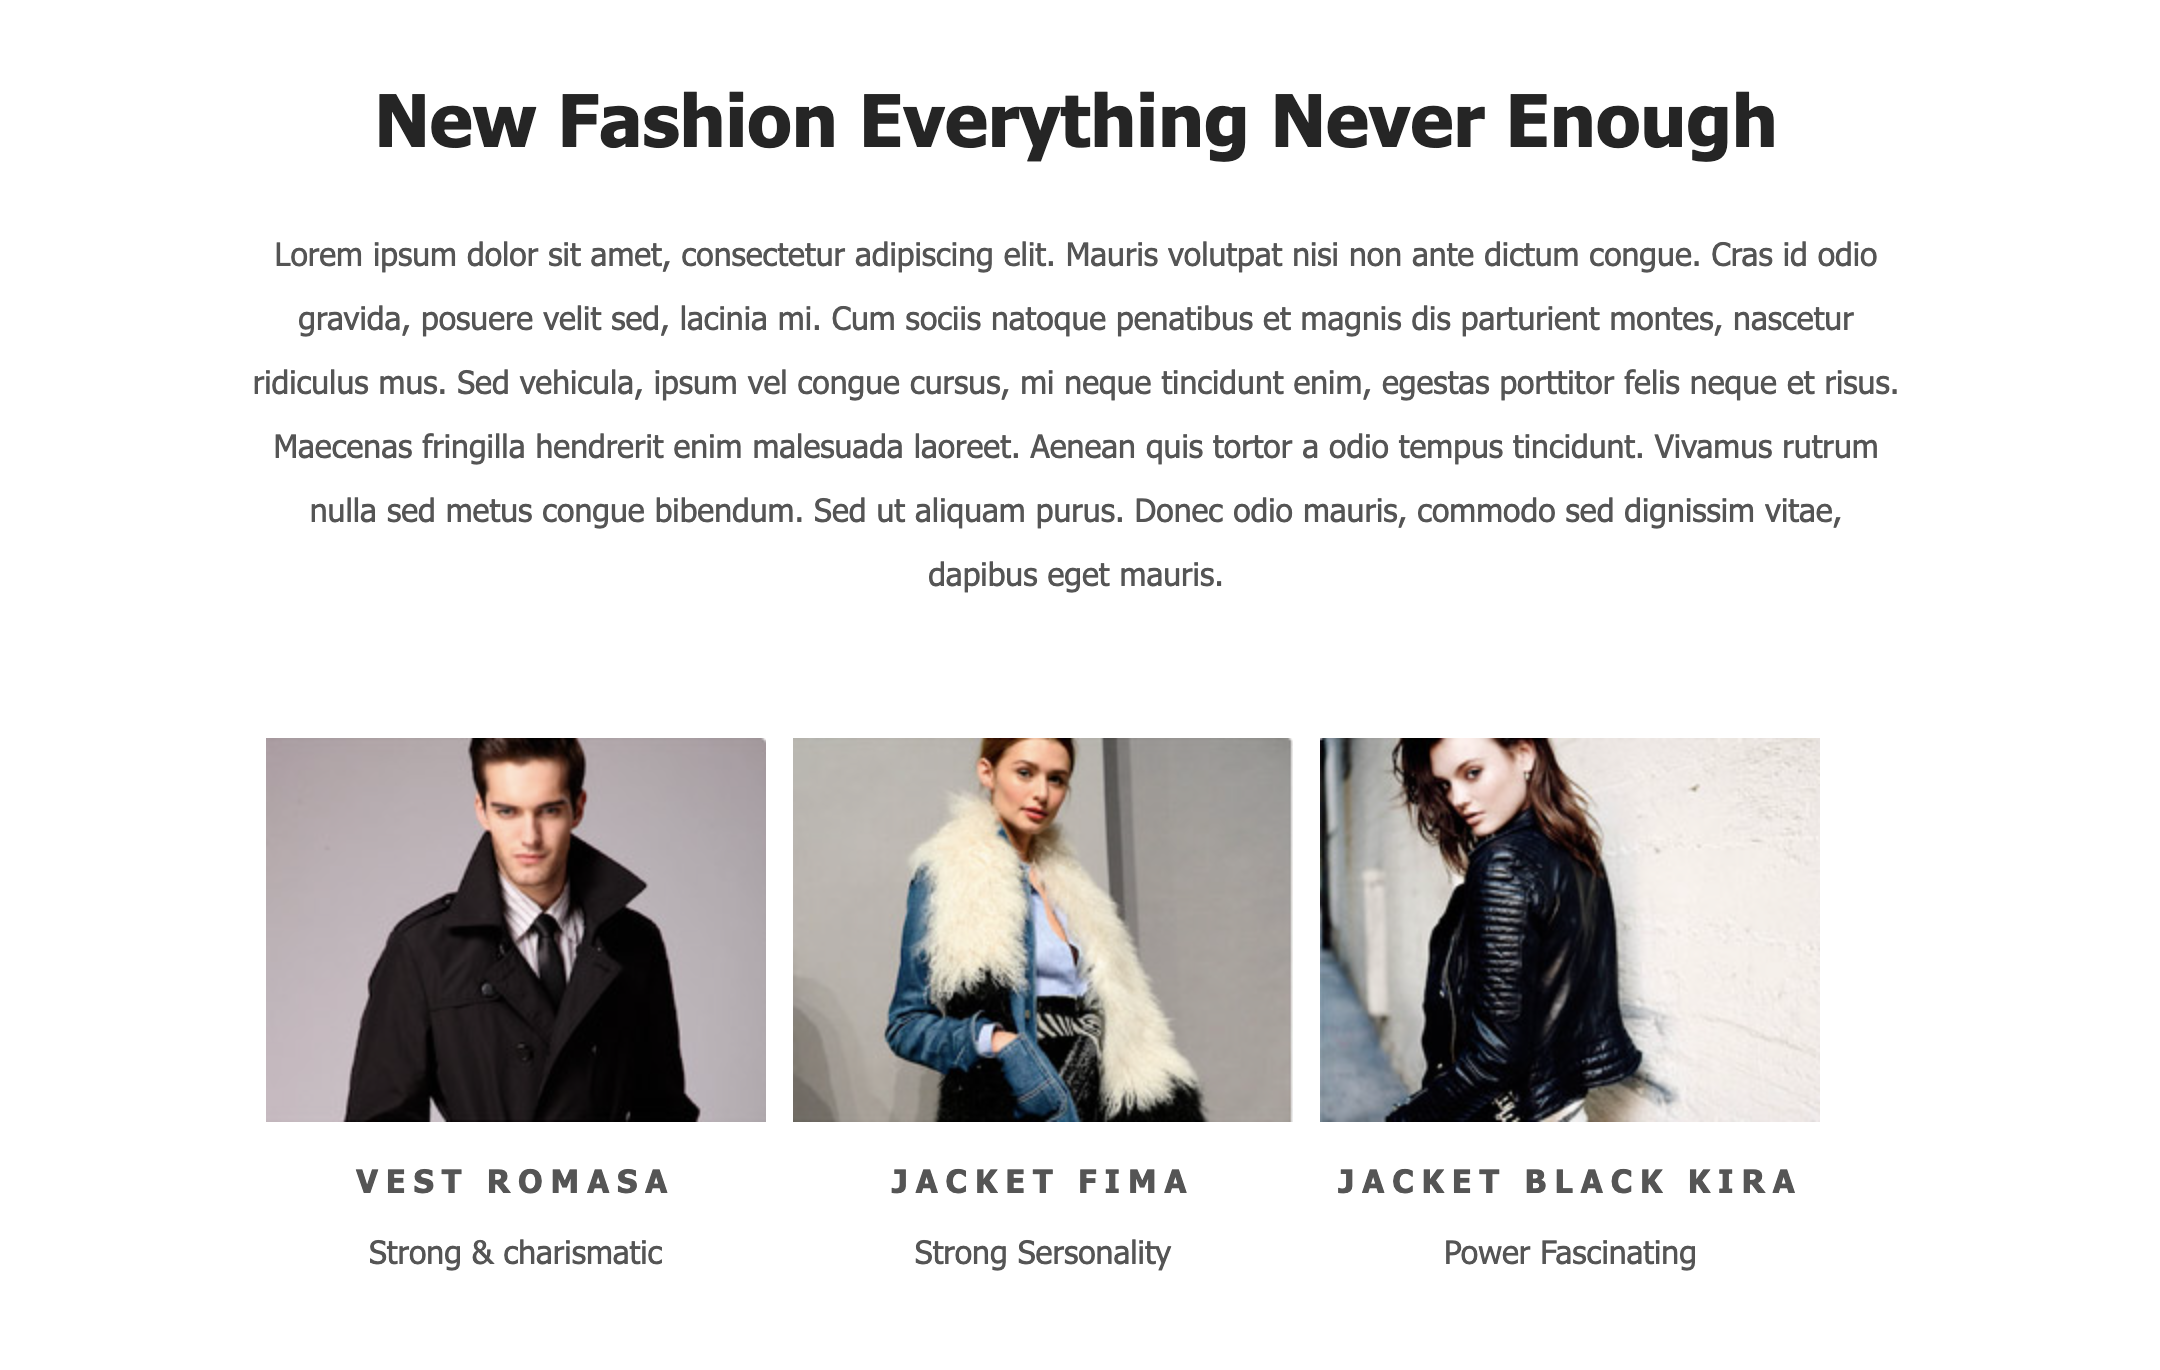 New Fashion Everything Never Enough
Lorem ipsum dolor sit amet, consectetur adipiscing elit. Mauris volutpat nisi non ante dictum congue. Cras id odio
gravida, posuere velit sed, lacinia mi. Cum sociis natoque penatibus et magnis dis parturient montes, nascetur
ridiculus mus. Sed vehicula, ipsum vel congue cursus, mi neque tincidunt enim, egestas porttitor felis neque et risus.
Maecenas fringilla hendrerit enim malesuada laoreet. Aenean quis tortor a odio tempus tincidunt. Vivamus rutrum
nulla sed metus congue bibendum. Sed ut aliquam purus. Donec odio mauris, commodo sed dignissim vitae,
dapibus eget mauris.
VEST ROMASA
Strong & charismatic
JACKET FIMA
Strong Sersonality
JACKET BLACK KIRA
Power Fascinating